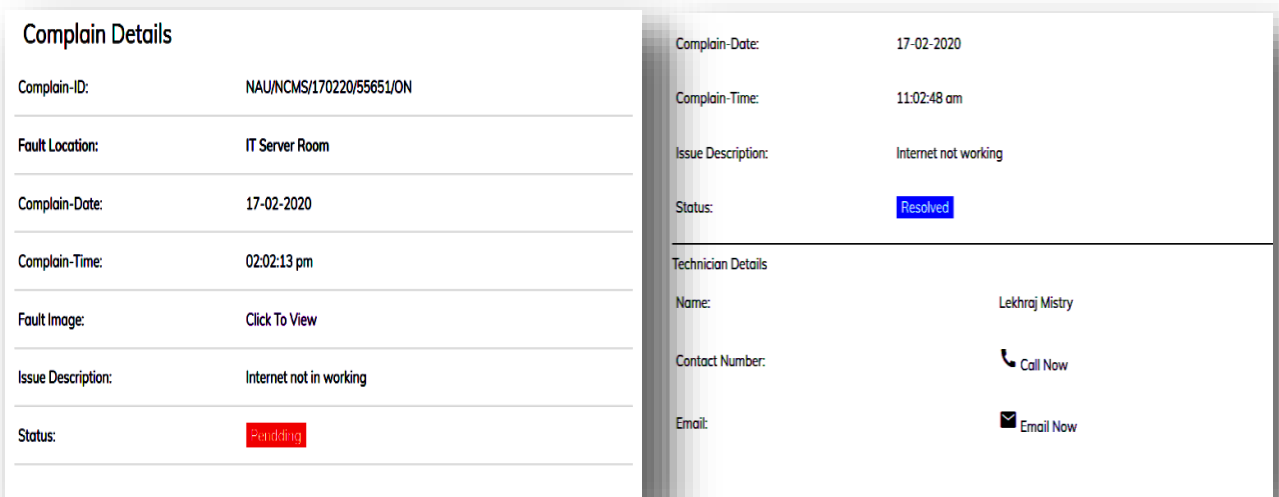 Complain Details
Complain-ID: NAU/NCMS/170220/55651/ON
Fault Location: IT Server Room
Complain-Date: 17-02-2020
Complain-Time: 02:02:13 pm
Fault Image: Click To View
Issue Description: Internet not in working
Status: Pendding
Complain-Date: 17-02-2020
Complain-Time: 11:02:48 am
Issue Description: Internet not working
Status: Resolved
Technician Details
Name: Lekhraj Mistry
Contact Number: Call Now
Email: Email Now